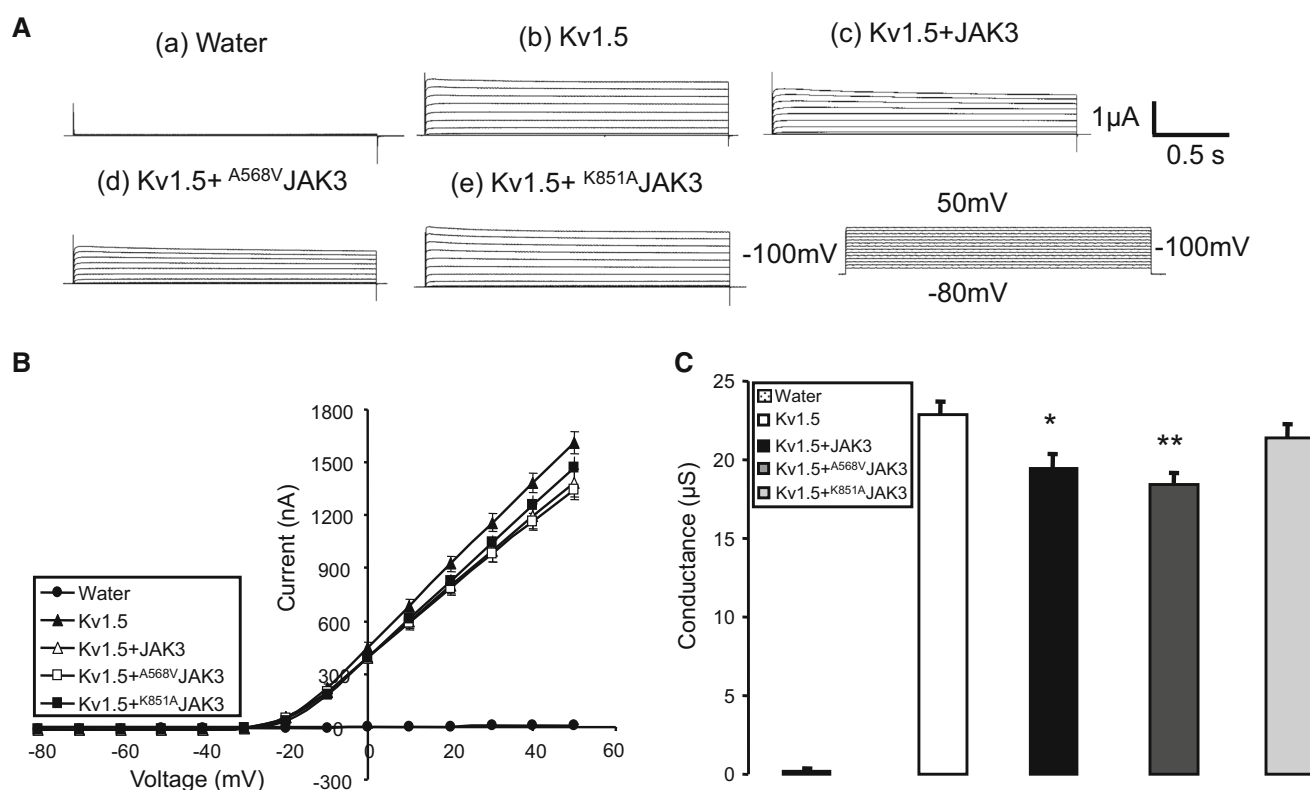 A
(a) Water
(b) Kv1.5
(c) Kv1.5+JAK3
1µA
0.5 s
(d) Kv1.5+ A568VJAK3
(e) Kv1.5+ K851AJAK3
50mV
-100mV
-100mV
-80mV
B
1800
1500
1200
900
600
300
0
-300
Current (nA)
Water
Kv1.5
Kv1.5+JAK3
Kv1.5+A568VJAK3
Kv1.5+K851AJAK3
-80 -60 -40 -20 0 20 40 60
Voltage (mV)
C
25
20
15
10
5
0
Conductance (µS)
Water
Kv1.5
Kv1.5+JAK3
Kv1.5+A568VJAK3
Kv1.5+K851AJAK3
*
**